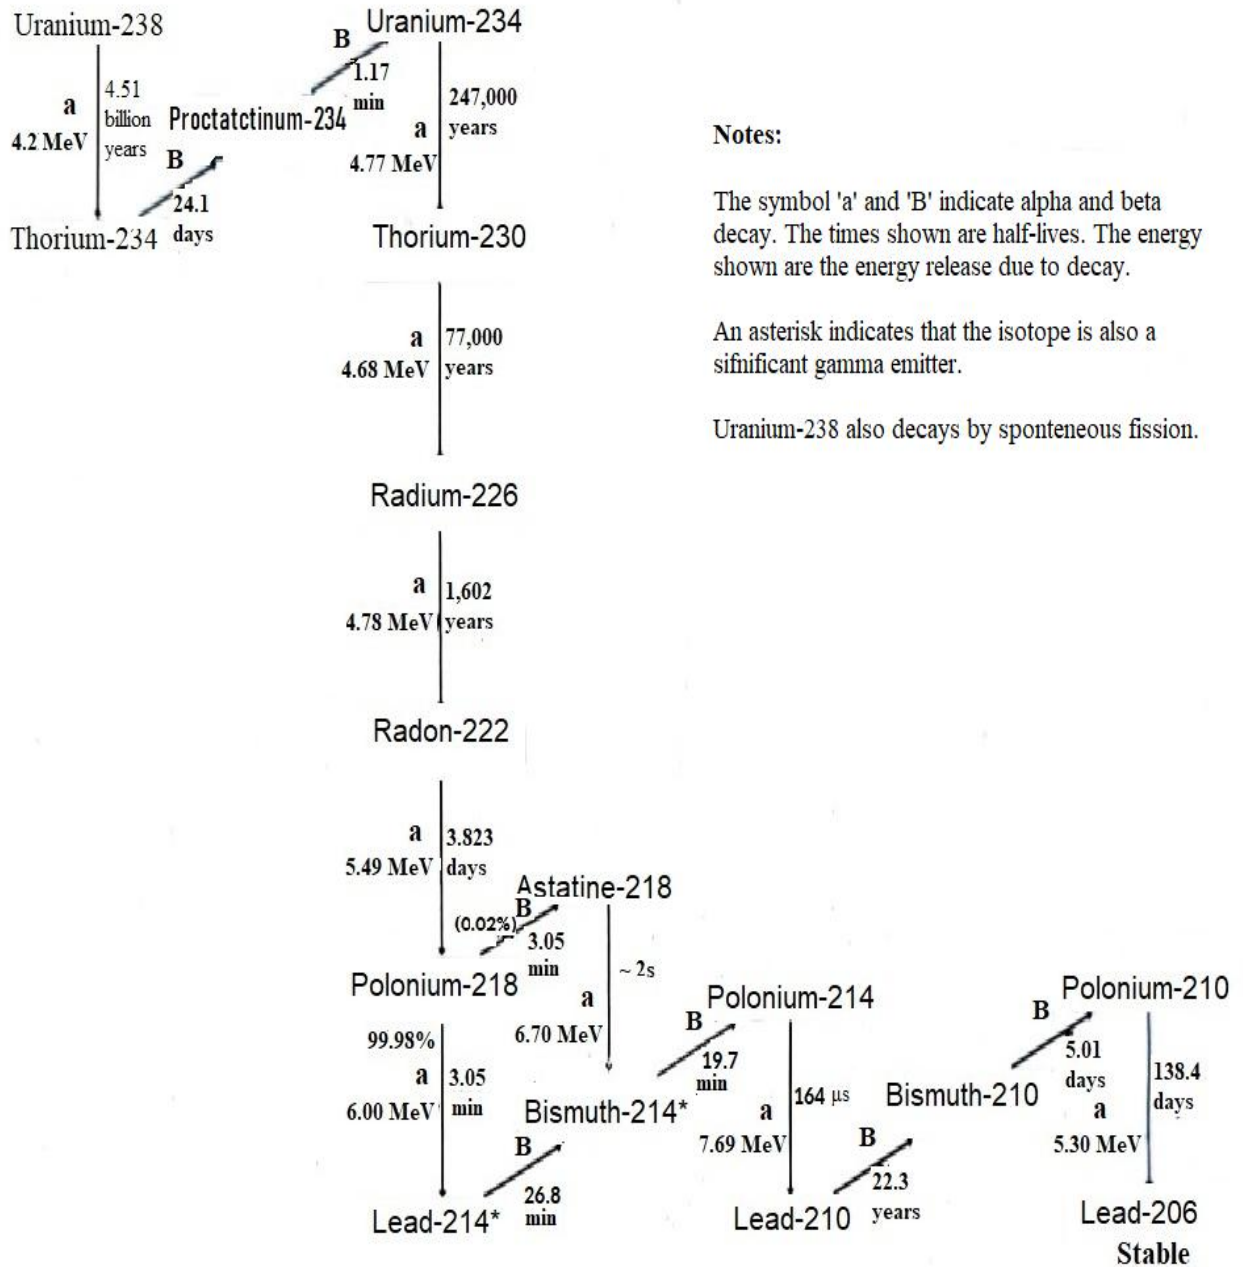 Uranium-238
Uranium-234
B
1.17
min
a
4.2 MeV
4.51
billion
years
Proctatctinum-234
B
24.1
days
a
4.77 MeV
247,000
years
Thorium-234
Thorium-230
Notes:
The symbol 'a' and 'B' indicate alpha and beta
decay. The times shown are half-lives. The energy
shown are the energy release due to decay.
An asterisk indicates that the isotope is also a
sifnificant gamma emitter.
Uranium-238 also decays by sponteneous fission.
a
4.68 MeV
77,000
years
Radium-226
a
4.78 MeV
1,602
years
Radon-222
a
5.49 MeV
3.823
days
Astatine-218
(0.02%)
B
3.05
min
Polonium-218
~ 2s
a
6.70 MeV
99.98%
a
6.00 MeV
3.05
min
Bismuth-214*
B
26.8
min
Lead-214*
B
19.7
min
Polonium-214
a
7.69 MeV
164 µs
Lead-210
B
22.3
years
Bismuth-210
B
5.01
days
Polonium-210
a
5.30 MeV
138.4
days
Lead-206
Stable